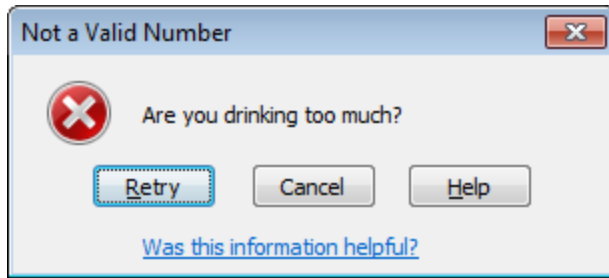 Not a Valid Number
Are you drinking too much?
Retry Cancel Help
Was this information helpful?